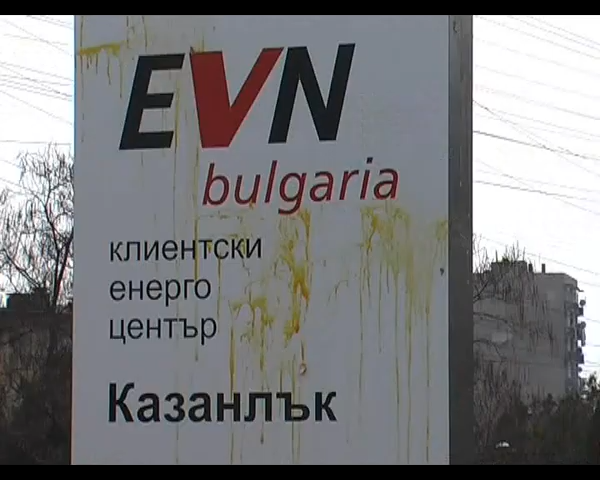 EVN
bulgaria
клиентски
енерго
център
Казанлък